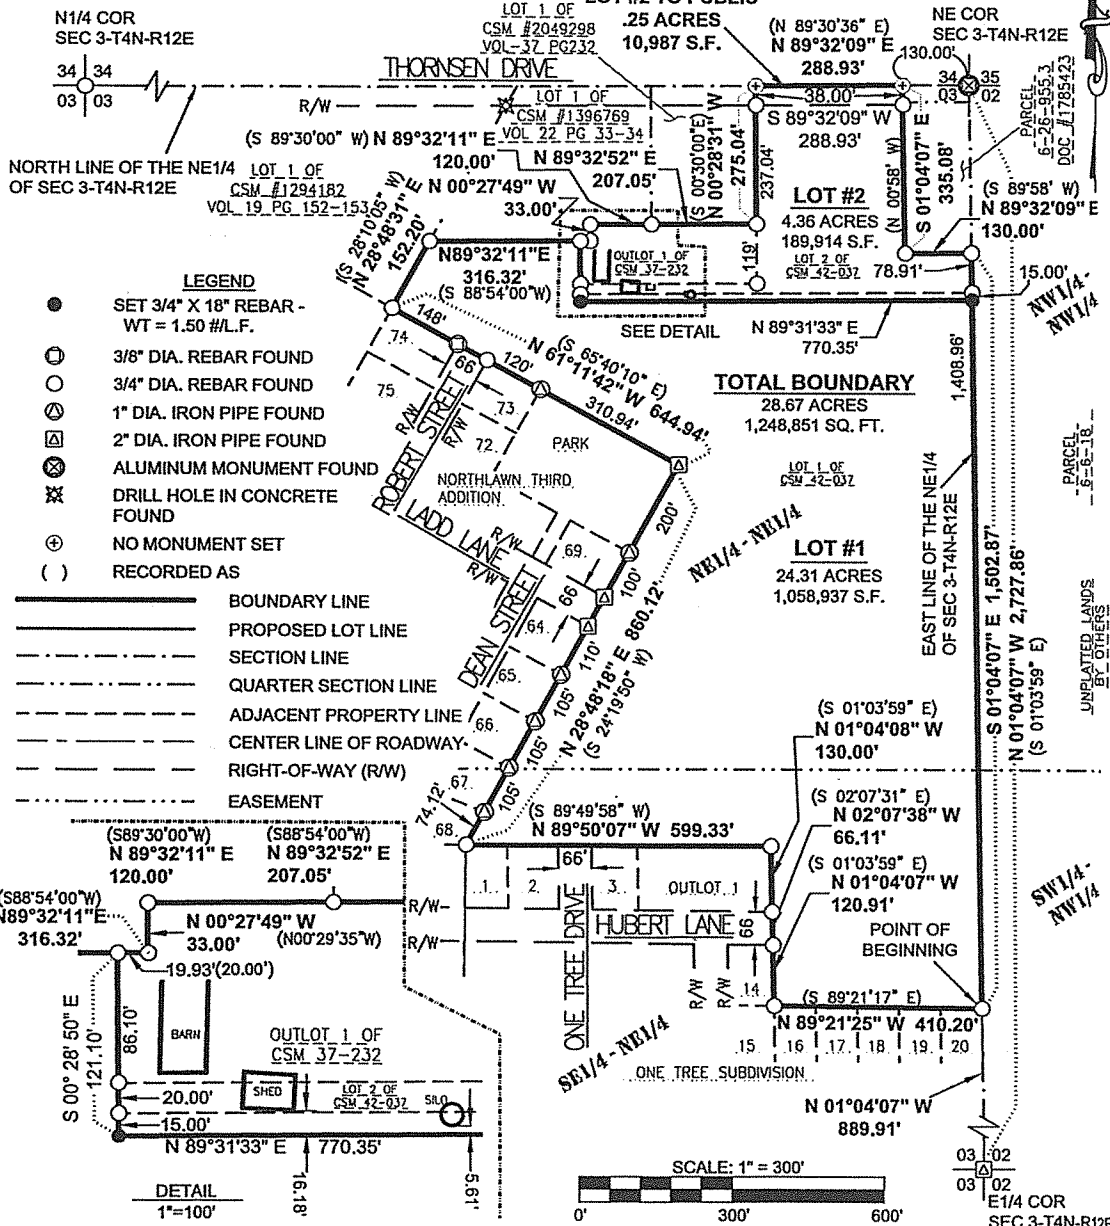 N1/4 COR
SEC 3-T4N-R12E
34 34
03 03
LOT 1 OF
CSM #2049298
VOL-37 PG232
.25 ACRES
10,987 S.F.
(N 89°30'36" E)
N 89°32'09" E
288.93'
NE COR
SEC 3-T4N-R12E
130.00'
34 35
03 02
PARCEL
6-26-955.3
DOC #1785423
THORNSEN DRIVE
R/W
LOT 1 OF
CSM #1396769
VOL 22 PG 33-34
38.00'
S 89°32'09" W
288.93'
(S 89°30'00" W) N 89°32'11" E
120.00'
N 89°32'52" E
207.05'
N 00°27'49" W
33.00'
(S 00°30'00"E)
N 00°28'31" W
275.04'
237.04'
NORTH LINE OF THE NE1/4
OF SEC 3-T4N-R12E
LOT 1 OF
CSM #1294182
VOL 19 PG 152-153
(S 28°10'05" W)
N 28°48'31" E
152.20'
N89°32'11"E
316.32'
(S 88°54'00"W)
OUTLOT 1 OF
CSM 37-232
119'
LOT #2
4.36 ACRES
189,914 S.F.
LOT 2 OF
CSM 42-037
(N 00°58' W)
S 01°04'07" E
335.08'
(S 89°58' W)
N 89°32'09" E
130.00'
78.91'
15.00'
NW1/4 -
NW1/4
SEE DETAIL
N 89°31'33" E
770.35'
LEGEND
SET 3/4" X 18" REBAR -
WT = 1.50 #/L.F.
3/8" DIA. REBAR FOUND
3/4" DIA. REBAR FOUND
1" DIA. IRON PIPE FOUND
2" DIA. IRON PIPE FOUND
ALUMINUM MONUMENT FOUND
DRILL HOLE IN CONCRETE
FOUND
NO MONUMENT SET
( ) RECORDED AS
BOUNDARY LINE
PROPOSED LOT LINE
SECTION LINE
QUARTER SECTION LINE
ADJACENT PROPERTY LINE
CENTER LINE OF ROADWAY
RIGHT-OF-WAY (R/W)
EASEMENT
148'
74
66
75
120'
73
72
R/W
R/W
ROBERT STREET
(S 65°40'10" E)
N 61°11'42" W 644.94'
310.94'
PARK
NORTHLAWN THIRD
ADDITION
LADD LANE
R/W
R/W
DEAN STREET
69
66
64
65
66
67
68
200'
100'
110'
105'
105'
105'
74.12'
N 28°48'18" E 860.12'
(S 24°19'50" W)
NE1/4 - NE1/4
TOTAL BOUNDARY
28.67 ACRES
1,248,851 SQ. FT.
LOT 1 OF
CSM 42-037
LOT #1
24.31 ACRES
1,058,937 S.F.
1,408.96'
EAST LINE OF THE NE1/4
OF SEC 3-T4N-R12E
S 01°04'07" E 1,502.87'
N 01°04'07" W 2,727.86'
(S 01°03'59" E)
PARCEL
6-6-18
UNPLATTED LANDS
BY OTHERS
(S 01°03'59" E)
N 01°04'08" W
130.00'
(S 02°07'31" E)
N 02°07'38" W
66.11'
(S 01°03'59" E)
N 01°04'07" W
120.91'
SW1/4 -
NW1/4
POINT OF
BEGINNING
(S 89°49'58" W)
N 89°50'07" W 599.33'
66'
1
2
3
OUTLOT 1
R/W
R/W
HUBERT LANE
66
ONE TREE DRIVE
R/W
R/W
14
(S 89°21'17" E)
N 89°21'25" W 410.20'
15 16 17 18 19 20
SE1/4 - NE1/4
ONE TREE SUBDIVISION
N 01°04'07" W
889.91'
03 02
03 02
E1/4 COR
SEC 3-T4N-R12E
(S89°30'00"W)
N 89°32'11" E
120.00'
(S88°54'00"W)
N 89°32'52" E
207.05'
(S88°54'00"W)
N89°32'11"E
316.32'
N 00°27'49" W
33.00'
(N00°29'35"W)
19.93'(20.00')
S 00° 28' 50" E
121.10'
86.10'
BARN
OUTLOT 1 OF
CSM 37-232
SHED
LOT 2 OF
CSM 42-037
SILO
20.00'
15.00'
N 89°31'33" E 770.35'
16.18'
5.61'
DETAIL
1"=100'
SCALE: 1" = 300'
0' 300' 600'